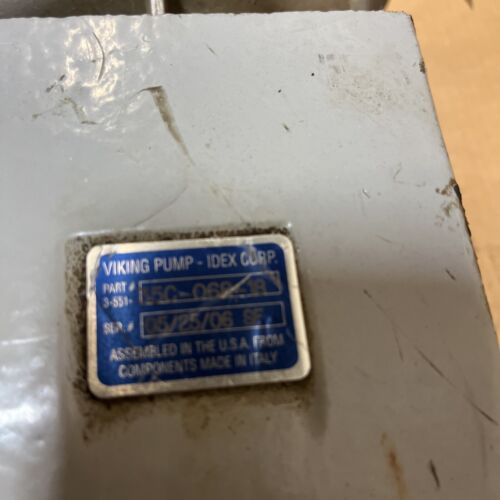 VIKING PUMP - IDEX CORP.
PART #
3-551-
SER. # 05/25/06 SF
ASSEMBLED IN THE U.S.A. FROM
COMPONENTS MADE IN ITALY